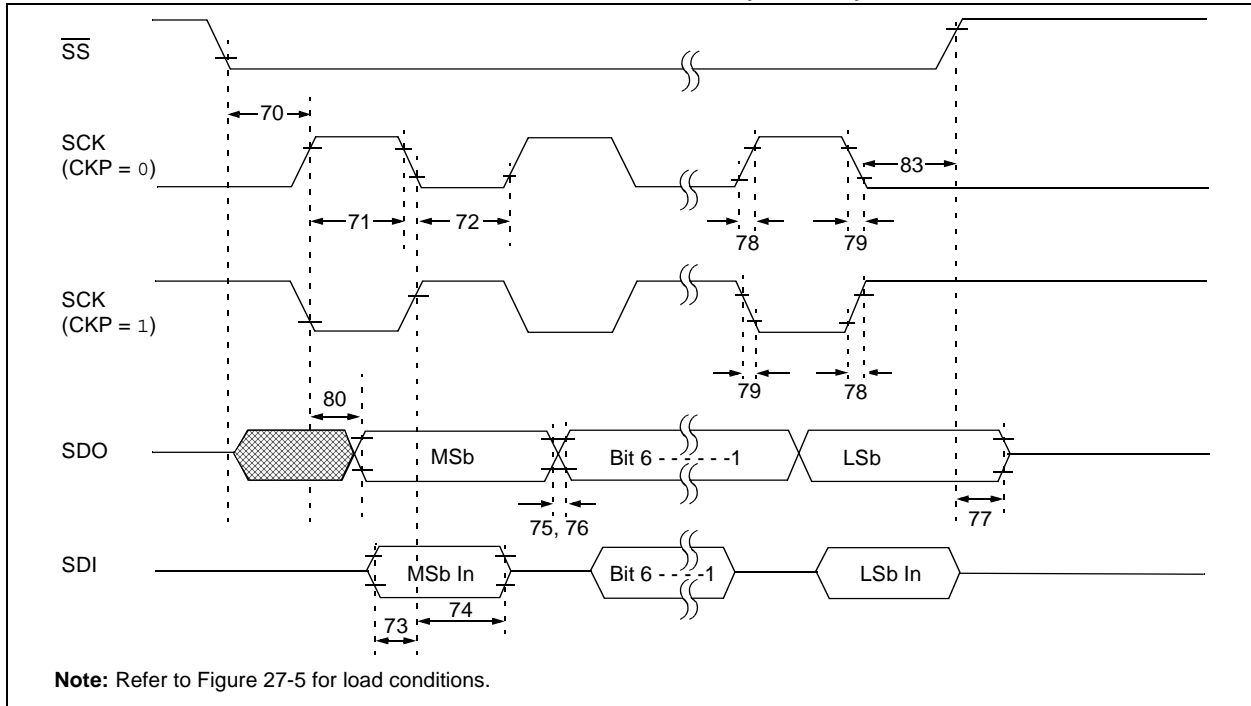 SS
70
SCK
(CKP = 0)
83
71
72
78
79
SCK
(CKP = 1)
79
78
80
SDO
MSb
Bit 6 - - - - - -1
LSb
75, 76
77
SDI
MSb In
Bit 6 - - - -1
LSb In
74
73
Note: Refer to Figure 27-5 for load conditions.